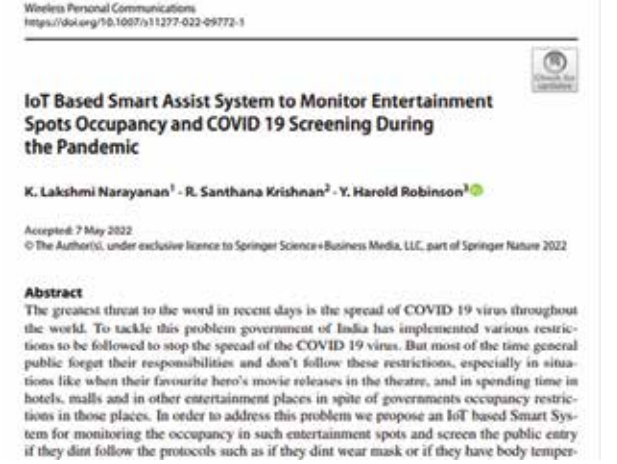 Wireless Personal Communications
https://doi.org/10.1007/s11277-022-09772-1
Check for
updates
IoT Based Smart Assist System to Monitor Entertainment
Spots Occupancy and COVID 19 Screening During
the Pandemic
K. Lakshmi Narayanan¹ · R. Santhana Krishnan² · Y. Harold Robinson³
Accepted: 7 May 2022
© The Author(s), under exclusive licence to Springer Science+Business Media, LLC, part of Springer Nature 2022
Abstract
The greatest threat to the word in recent days is the spread of COVID 19 virus throughout
the world. To tackle this problem government of India has implemented various restric-
tions to be followed to stop the spread of the COVID 19 virus. But most of the time general
public forget their responsibilities and don't follow these restrictions, especially in situa-
tions like when their favourite hero's movie releases in the theatre, and in spending time in
hotels, malls and in other entertainment places in spite of governments occupancy restric-
tions in those places. In order to address this problem we propose an IoT based Smart Sys-
tem for monitoring the occupancy in such entertainment spots and screen the public entry
if they dint follow the protocols such as if they dint wear mask or if they have body temper-